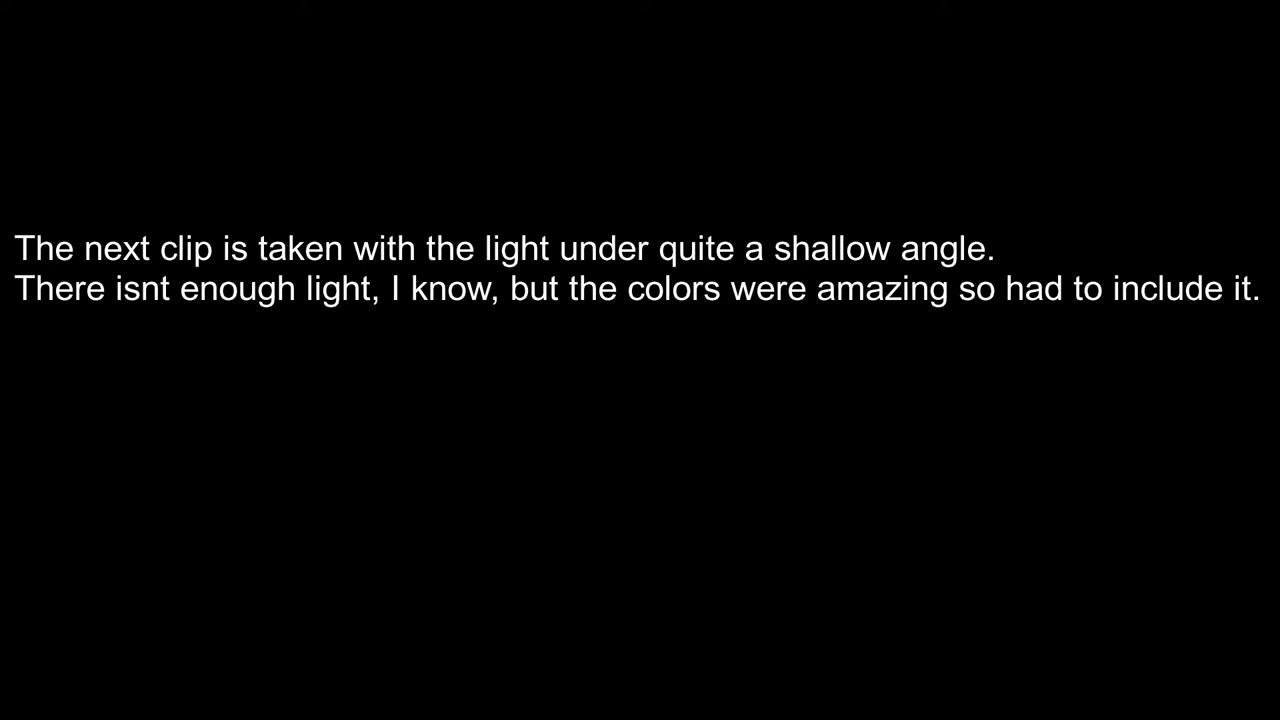 The next clip is taken with the light under quite a shallow angle.
There isnt enough light, I know, but the colors were amazing so had to include it.